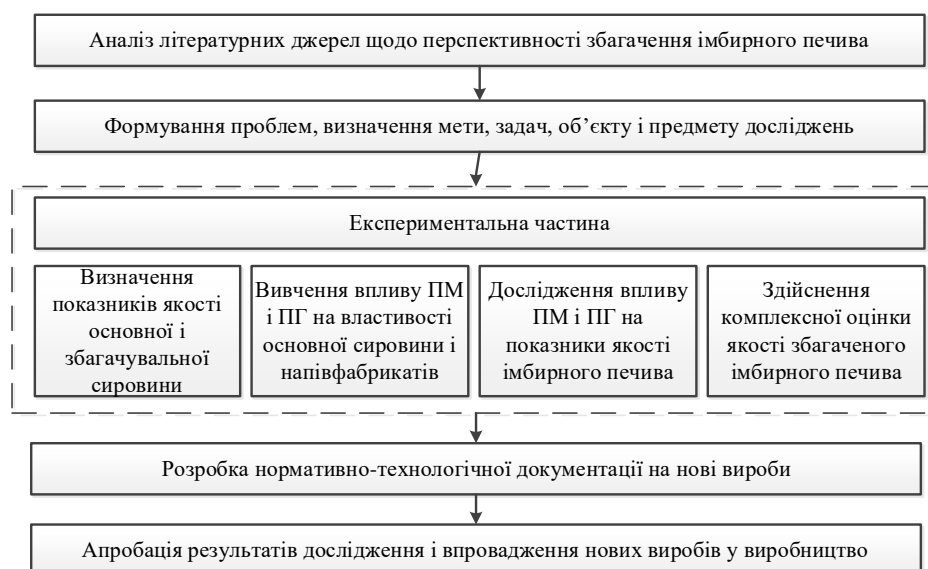 Аналіз літературних джерел щодо перспективності збагачення імбирного печива
Формування проблем, визначення мети, задач, об’єкту і предмету досліджень
Експериментальна частина
Визначення
показників якості
основної і
збагачувальної
сировини
Вивчення впливу ПМ
і ПГ на властивості
основної сировини і
напівфабрикатів
Дослідження впливу
ПМ і ПГ на
показники якості
імбирного печива
Здійснення
комплексної оцінки
якості збагаченого
імбирного печива
Розробка нормативно-технологічної документації на нові вироби
Апробація результатів дослідження і впровадження нових виробів у виробництво